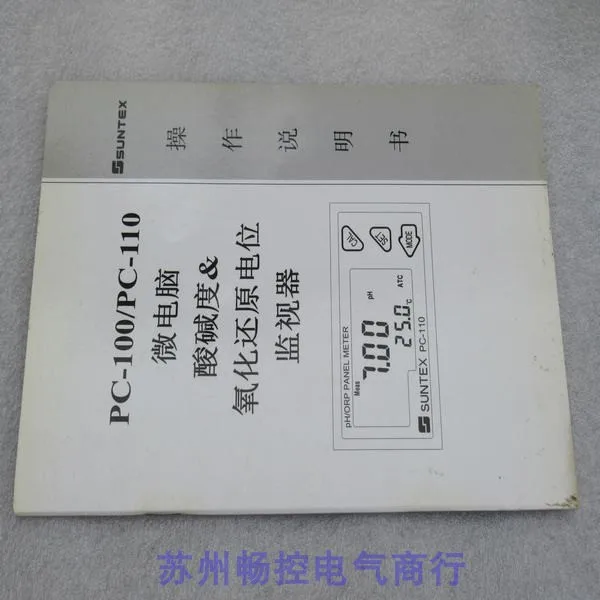 SUNTEX
操作说明书
PC-100/PC-110
微电脑
酸碱度&
氧化还原电位
监视器
pH/ORP PANEL METER
Meas
7.00
pH
25.0
°C
ATC
MODE
SUNTEX PC-110
苏州畅控电气商行